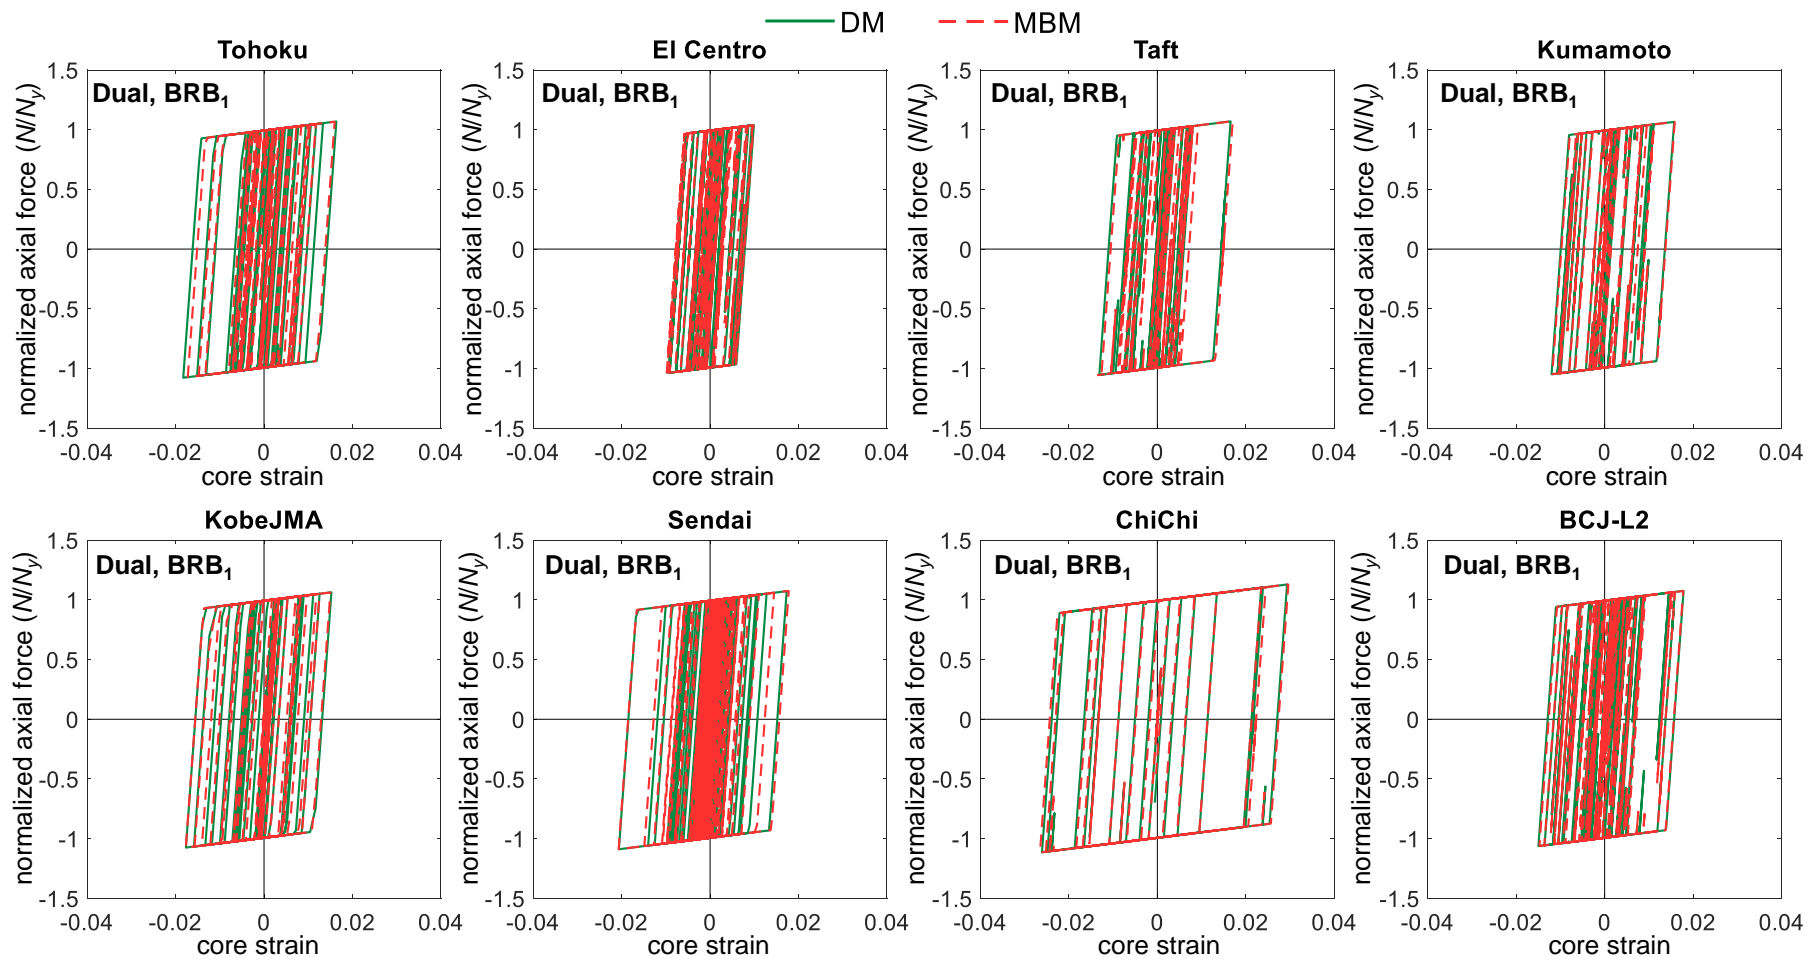 DM
MBM
Tohoku
El Centro
Taft
Kumamoto
normalized axial force (N/Ny)
1.5
1
0.5
0
-0.5
-1
-1.5
Dual, BRB1
-0.04
-0.02
0
0.02
0.04
core strain
normalized axial force (N/Ny)
1.5
1
0.5
0
-0.5
-1
-1.5
Dual, BRB1
-0.04
-0.02
0
0.02
0.04
core strain
normalized axial force (N/Ny)
1.5
1
0.5
0
-0.5
-1
-1.5
Dual, BRB1
-0.04
-0.02
0
0.02
0.04
core strain
normalized axial force (N/Ny)
1.5
1
0.5
0
-0.5
-1
-1.5
Dual, BRB1
-0.04
-0.02
0
0.02
0.04
core strain
KobeJMA
Sendai
ChiChi
BCJ-L2
normalized axial force (N/Ny)
1.5
1
0.5
0
-0.5
-1
-1.5
Dual, BRB1
-0.04
-0.02
0
0.02
0.04
core strain
normalized axial force (N/Ny)
1.5
1
0.5
0
-0.5
-1
-1.5
Dual, BRB1
-0.04
-0.02
0
0.02
0.04
core strain
normalized axial force (N/Ny)
1.5
1
0.5
0
-0.5
-1
-1.5
Dual, BRB1
-0.04
-0.02
0
0.02
0.04
core strain
normalized axial force (N/Ny)
1.5
1
0.5
0
-0.5
-1
-1.5
Dual, BRB1
-0.04
-0.02
0
0.02
0.04
core strain